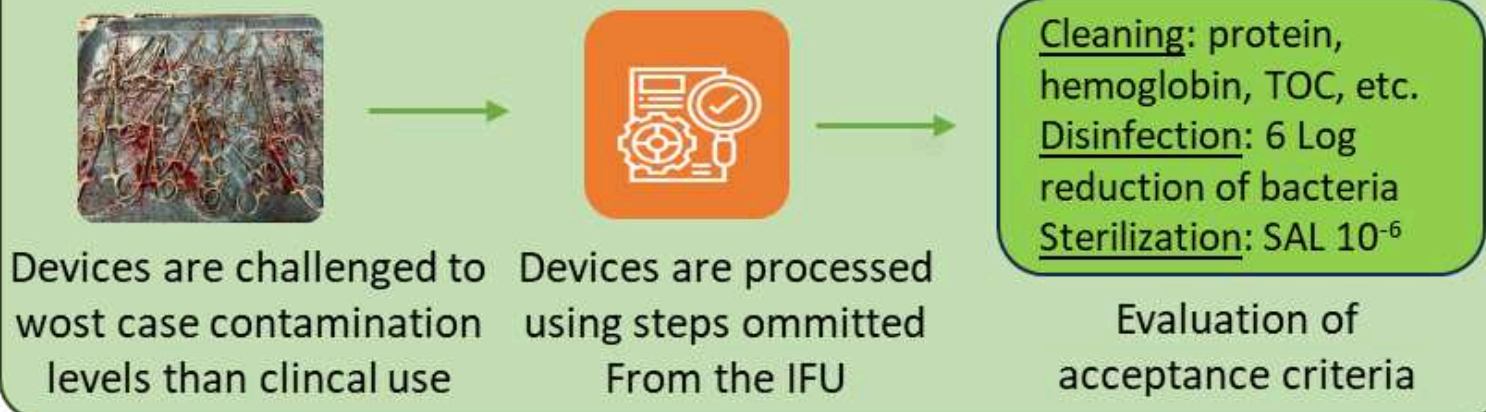 Devices are challenged to
wost case contamination
levels than clincal use
Devices are processed
using steps ommitted
From the IFU
Cleaning: protein,
hemoglobin, TOC, etc.
Disinfection: 6 Log
reduction of bacteria
Sterilization: SAL 10⁻⁶
Evaluation of
acceptance criteria